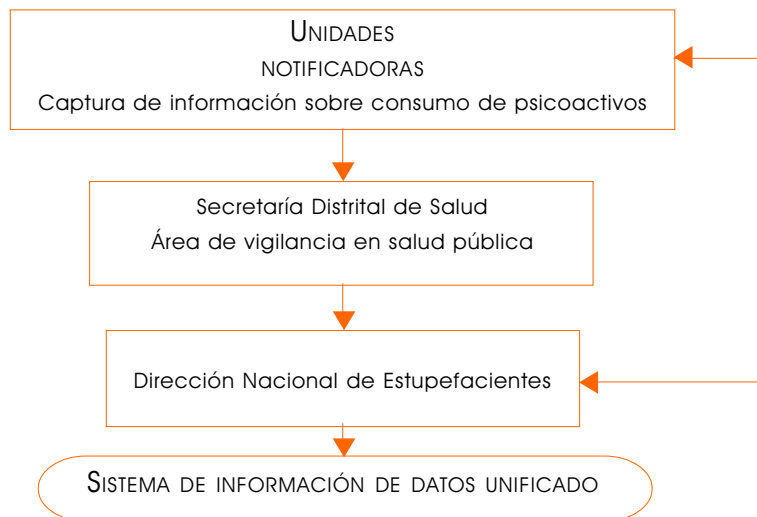 UNIDADES
NOTIFICADORAS
Captura de información sobre consumo de psicoactivos
Secretaría Distrital de Salud
Área de vigilancia en salud pública
Dirección Nacional de Estupefacientes
SISTEMA DE INFORMACIÓN DE DATOS UNIFICADO